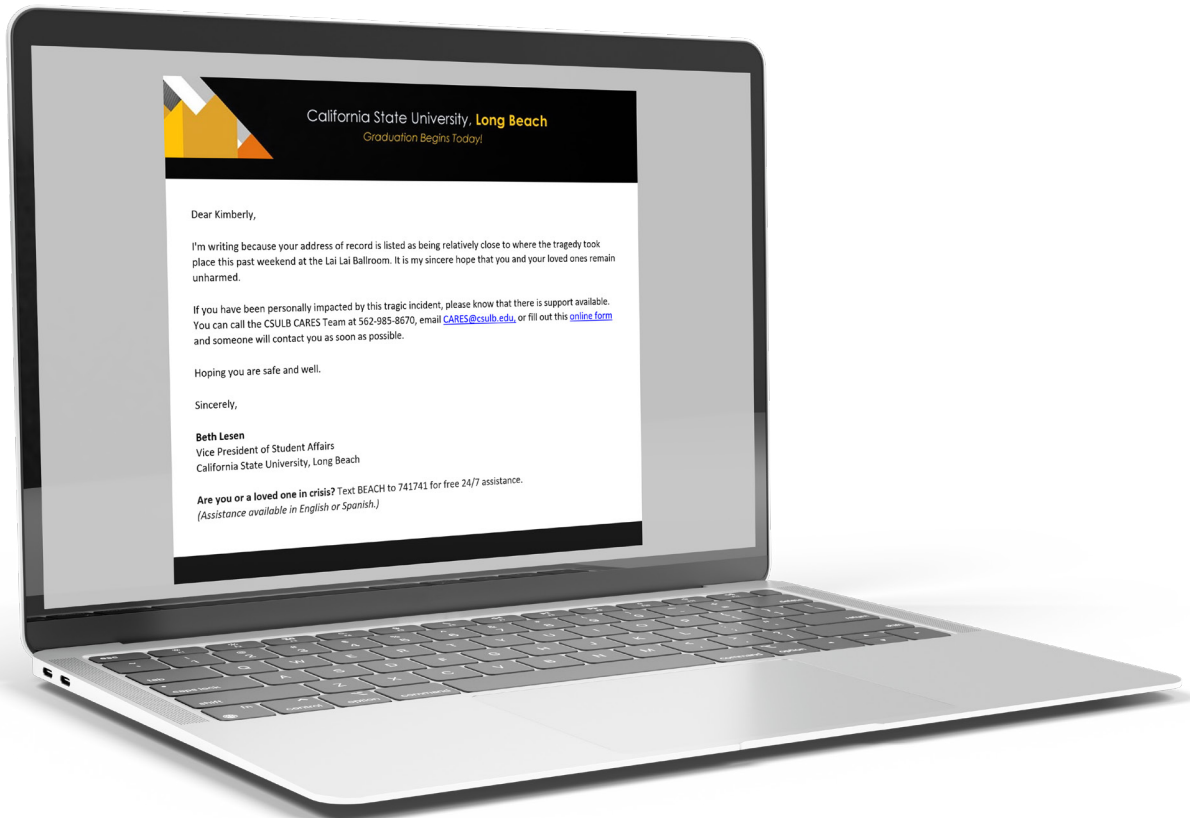 California State University, Long Beach
Graduation Begins Today!
Dear Kimberly,
I'm writing because your address of record is listed as being relatively close to where the tragedy took
place this past weekend at the Lai Lai Ballroom. It is my sincere hope that you and your loved ones remain
unharmed.
If you have been personally impacted by this tragic incident, please know that there is support available.
You can call the CSULB CARES Team at 562-985-8670, email CARES@csulb.edu, or fill out this online form
and someone will contact you as soon as possible.
Hoping you are safe and well.
Sincerely,
Beth Lesen
Vice President of Student Affairs
California State University, Long Beach
Are you or a loved one in crisis? Text BEACH to 741741 for free 24/7 assistance.
(Assistance available in English or Spanish.)